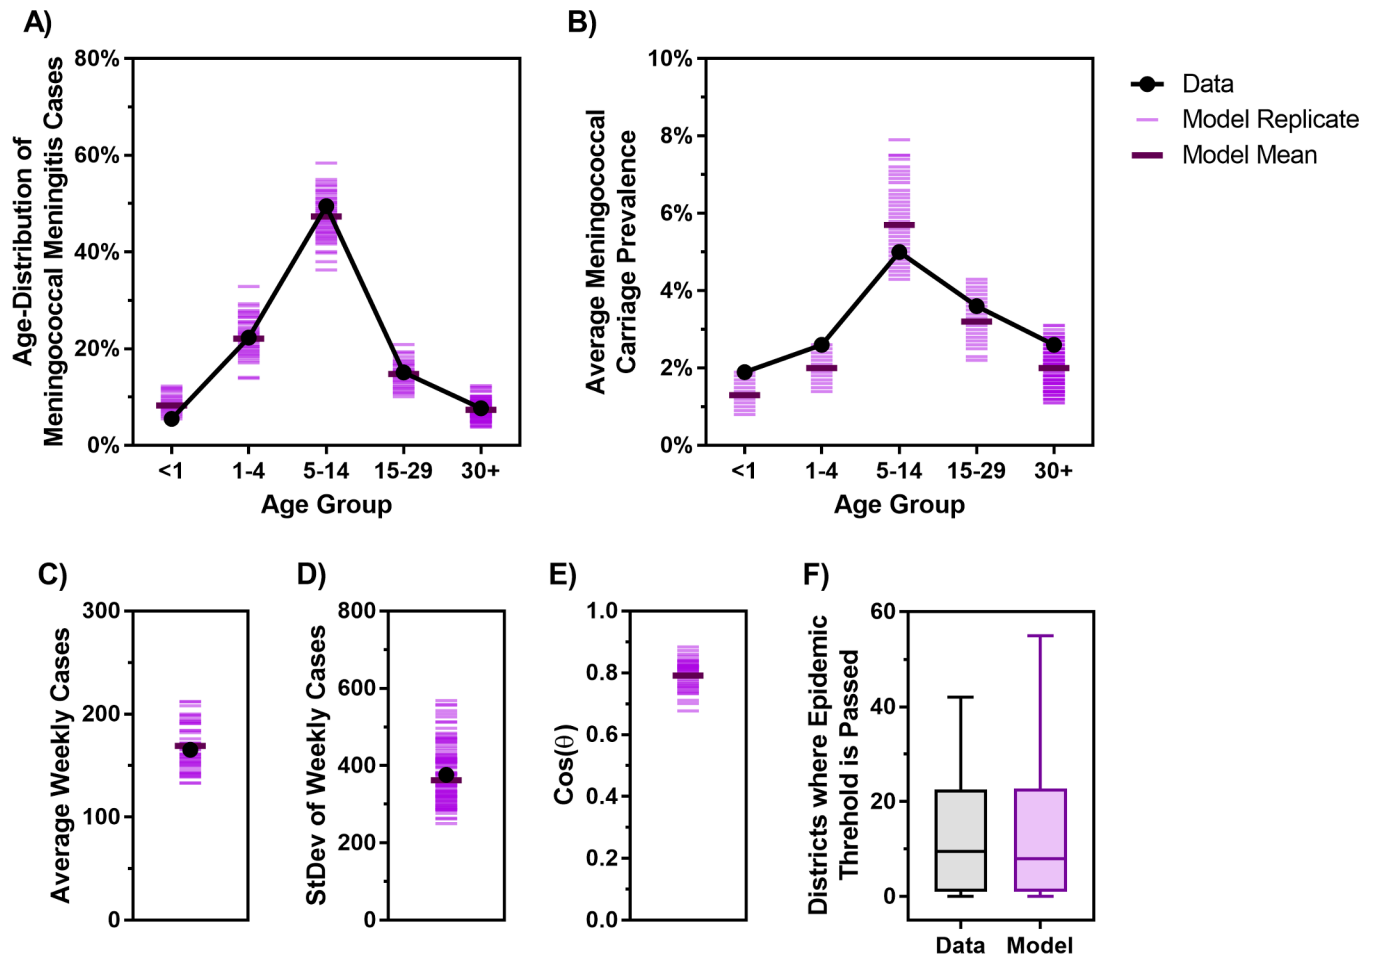 A)
Age-Distribution of
Meningococcal Meningitis Cases
80%
60%
40%
20%
0%
<1 1-4 5-14 15-29 30+
Age Group
B)
Average Meningococcal
Carriage Prevalence
10%
8%
6%
4%
2%
0%
<1 1-4 5-14 15-29 30+
Age Group
Data
Model Replicate
Model Mean
C)
Average Weekly Cases
300
200
100
0
D)
StDev of Weekly Cases
800
600
400
200
0
E)
Cos(θ)
1.0
0.8
0.6
0.4
0.2
0.0
F)
Districts where Epidemic
Threhold is Passed
60
40
20
0
Data Model